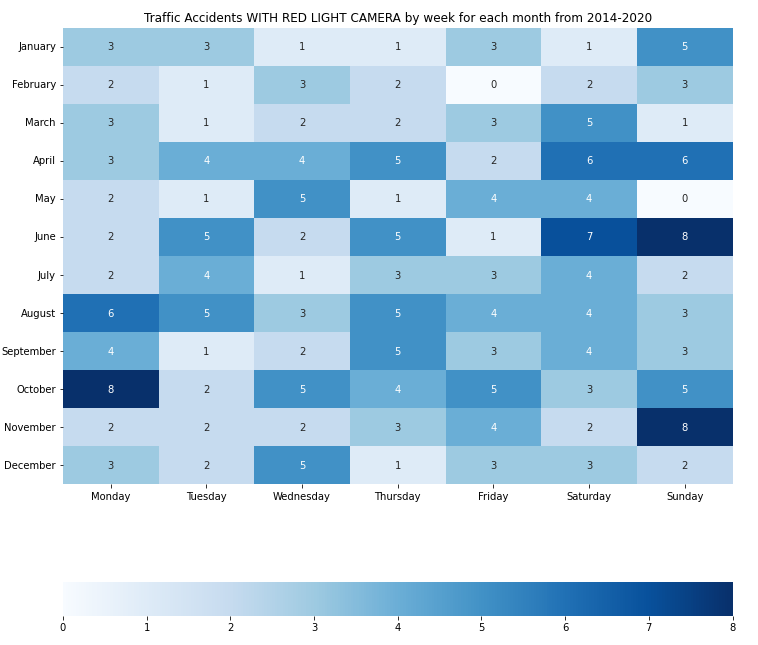 Traffic Accidents WITH RED LIGHT CAMERA by week for each month from 2014-2020
January 3 3 1 1 3 1 5
February 2 1 3 2 0 2 3
March 3 1 2 2 3 5 1
April 3 4 4 5 2 6 6
May 2 1 5 1 4 4 0
June 2 5 2 5 1 7 8
July 2 4 1 3 3 4 2
August 6 5 3 5 4 4 3
September 4 1 2 5 3 4 3
October 8 2 5 4 5 3 5
November 2 2 2 3 4 2 8
December 3 2 5 1 3 3 2
Monday Tuesday Wednesday Thursday Friday Saturday Sunday
0 1 2 3 4 5 6 7 8